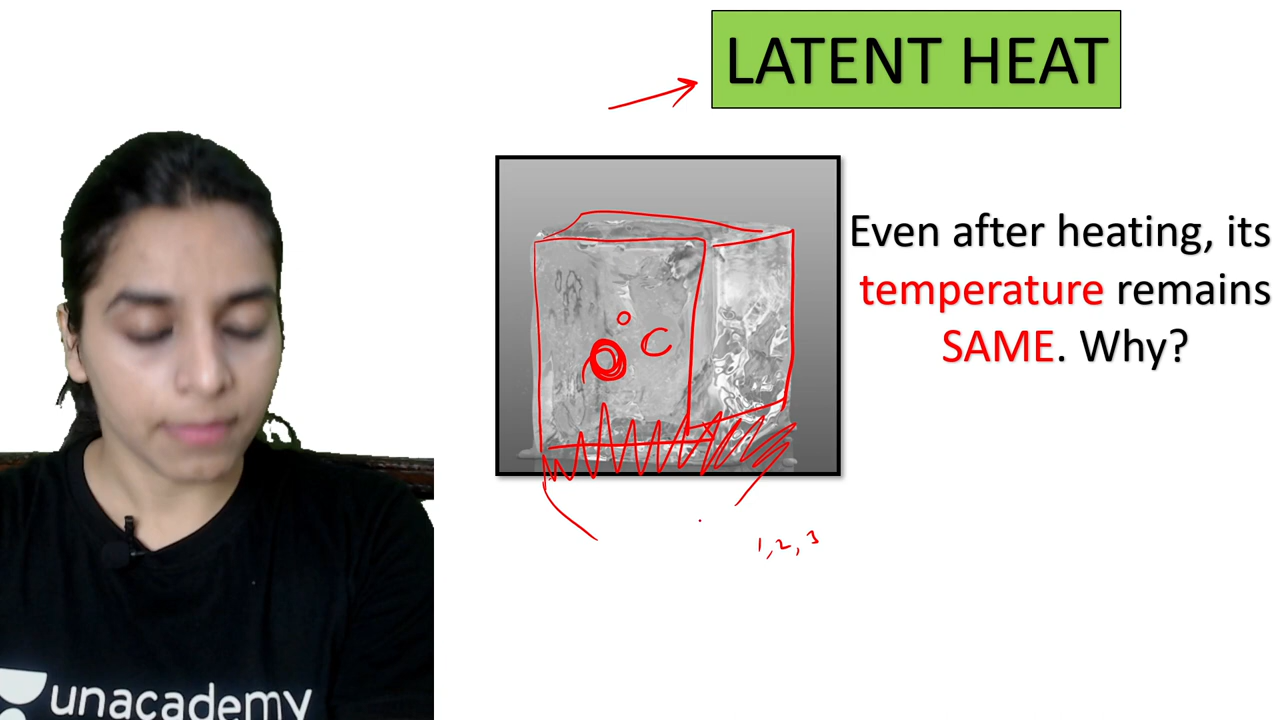 LATENT HEAT
Even after heating, its
temperature remains
SAME. Why?
0°C
1, 2, 3
unacademy